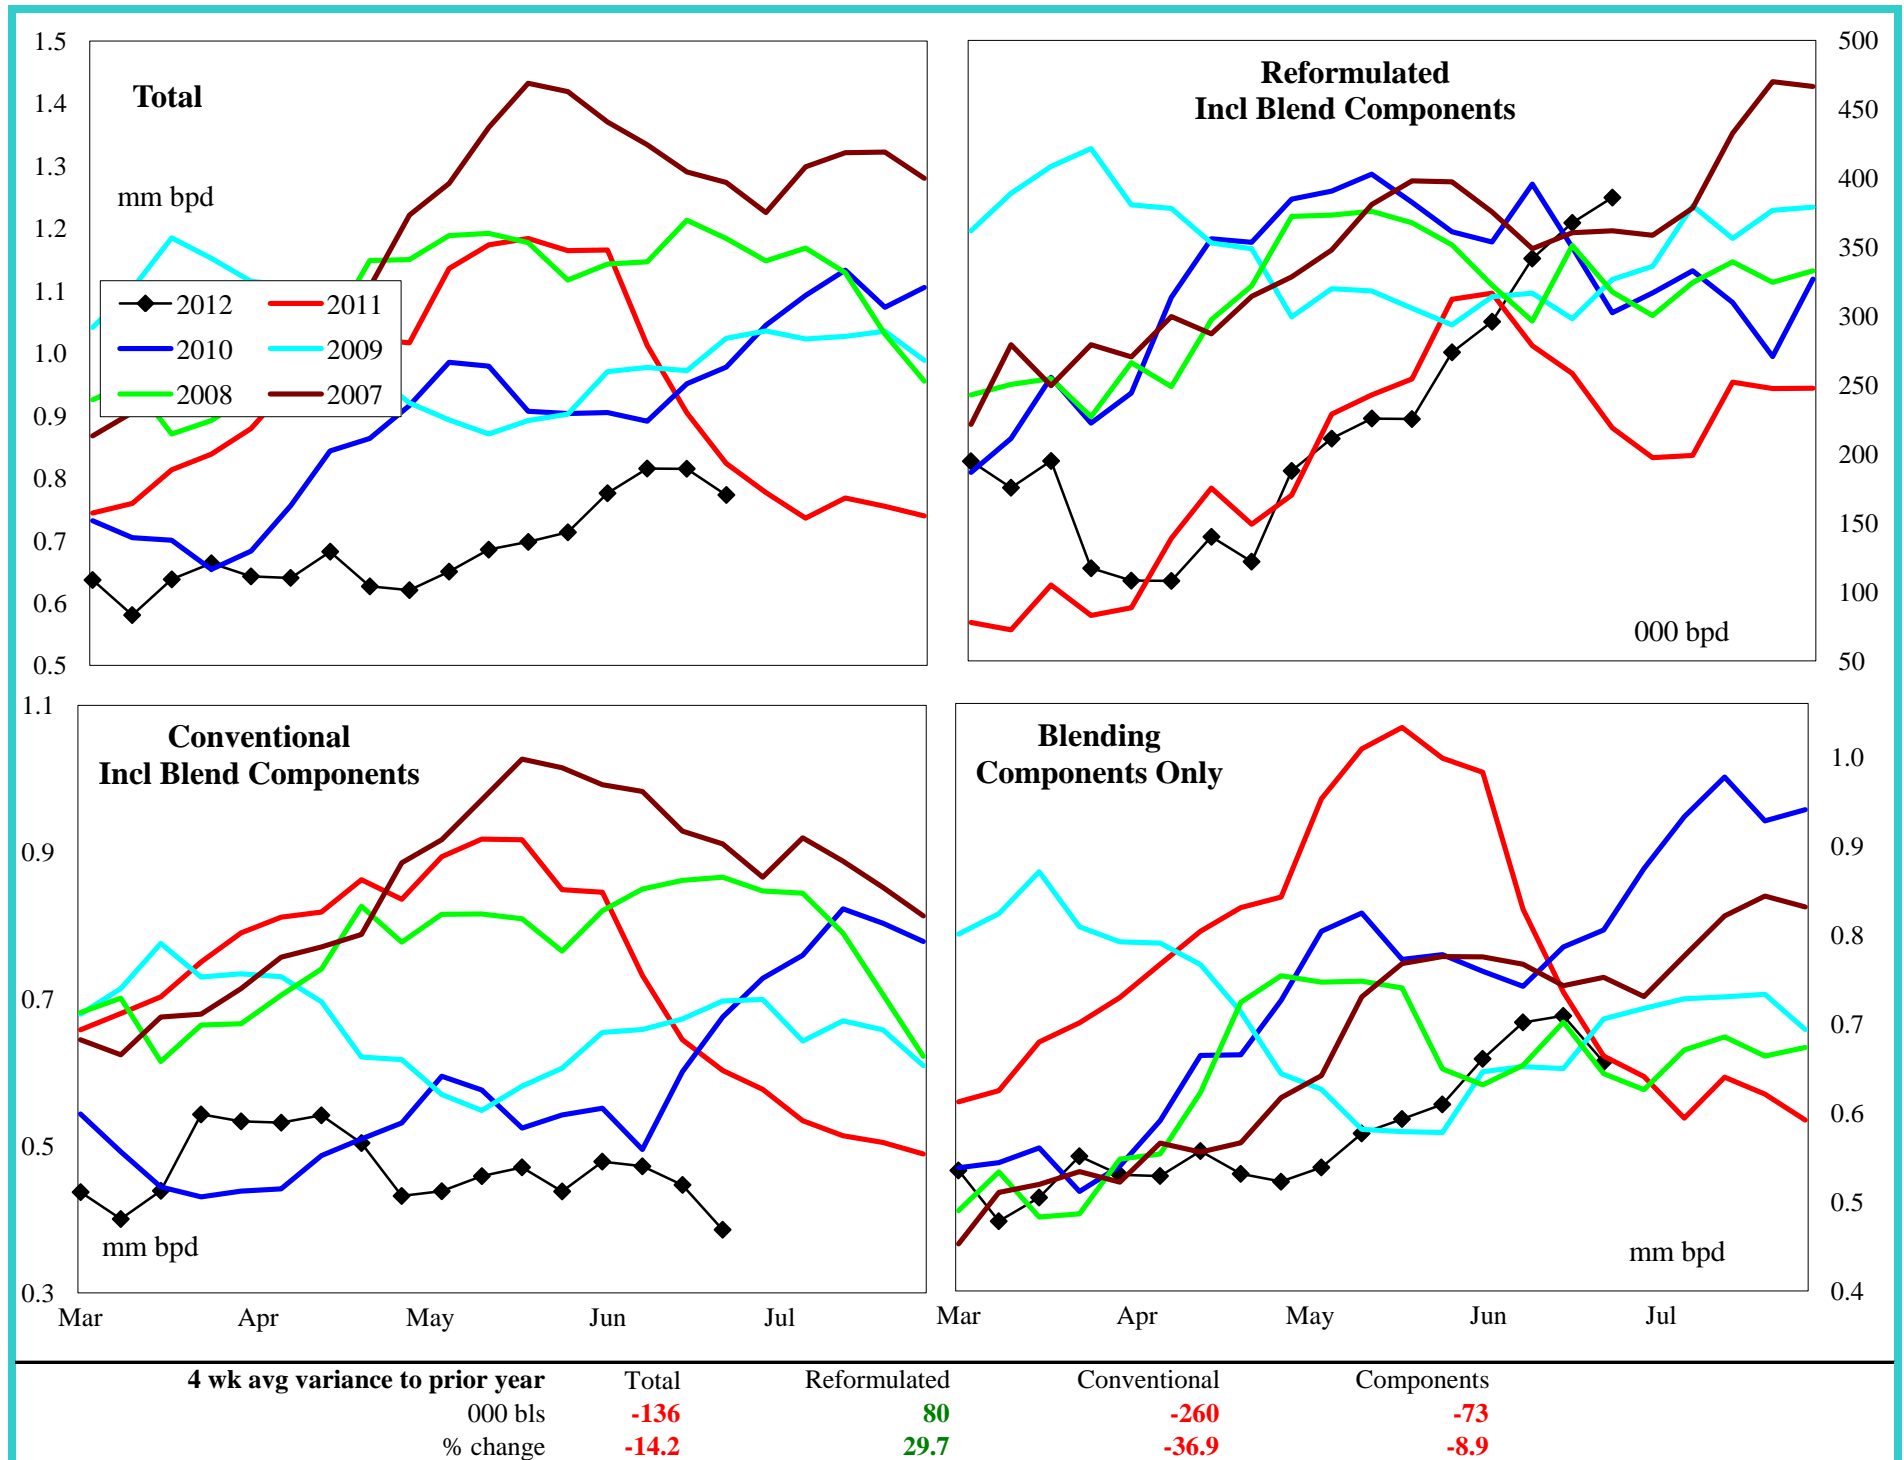 1.5
1.4
1.3
1.2
1.1
1.0
0.9
0.8
0.7
0.6
0.5
Total
mm bpd
2012 2011
2010 2009
2008 2007
Reformulated
Incl Blend Components
000 bpd
500
450
400
350
300
250
200
150
100
50
1.1
0.9
0.7
0.5
0.3
Conventional
Incl Blend Components
mm bpd
Mar Apr May Jun Jul
Blending
Components Only
mm bpd
1.0
0.9
0.8
0.7
0.6
0.5
0.4
Mar Apr May Jun Jul
4 wk avg variance to prior year Total Reformulated Conventional Components
000 bls -136 80 -260 -73
% change -14.2 29.7 -36.9 -8.9